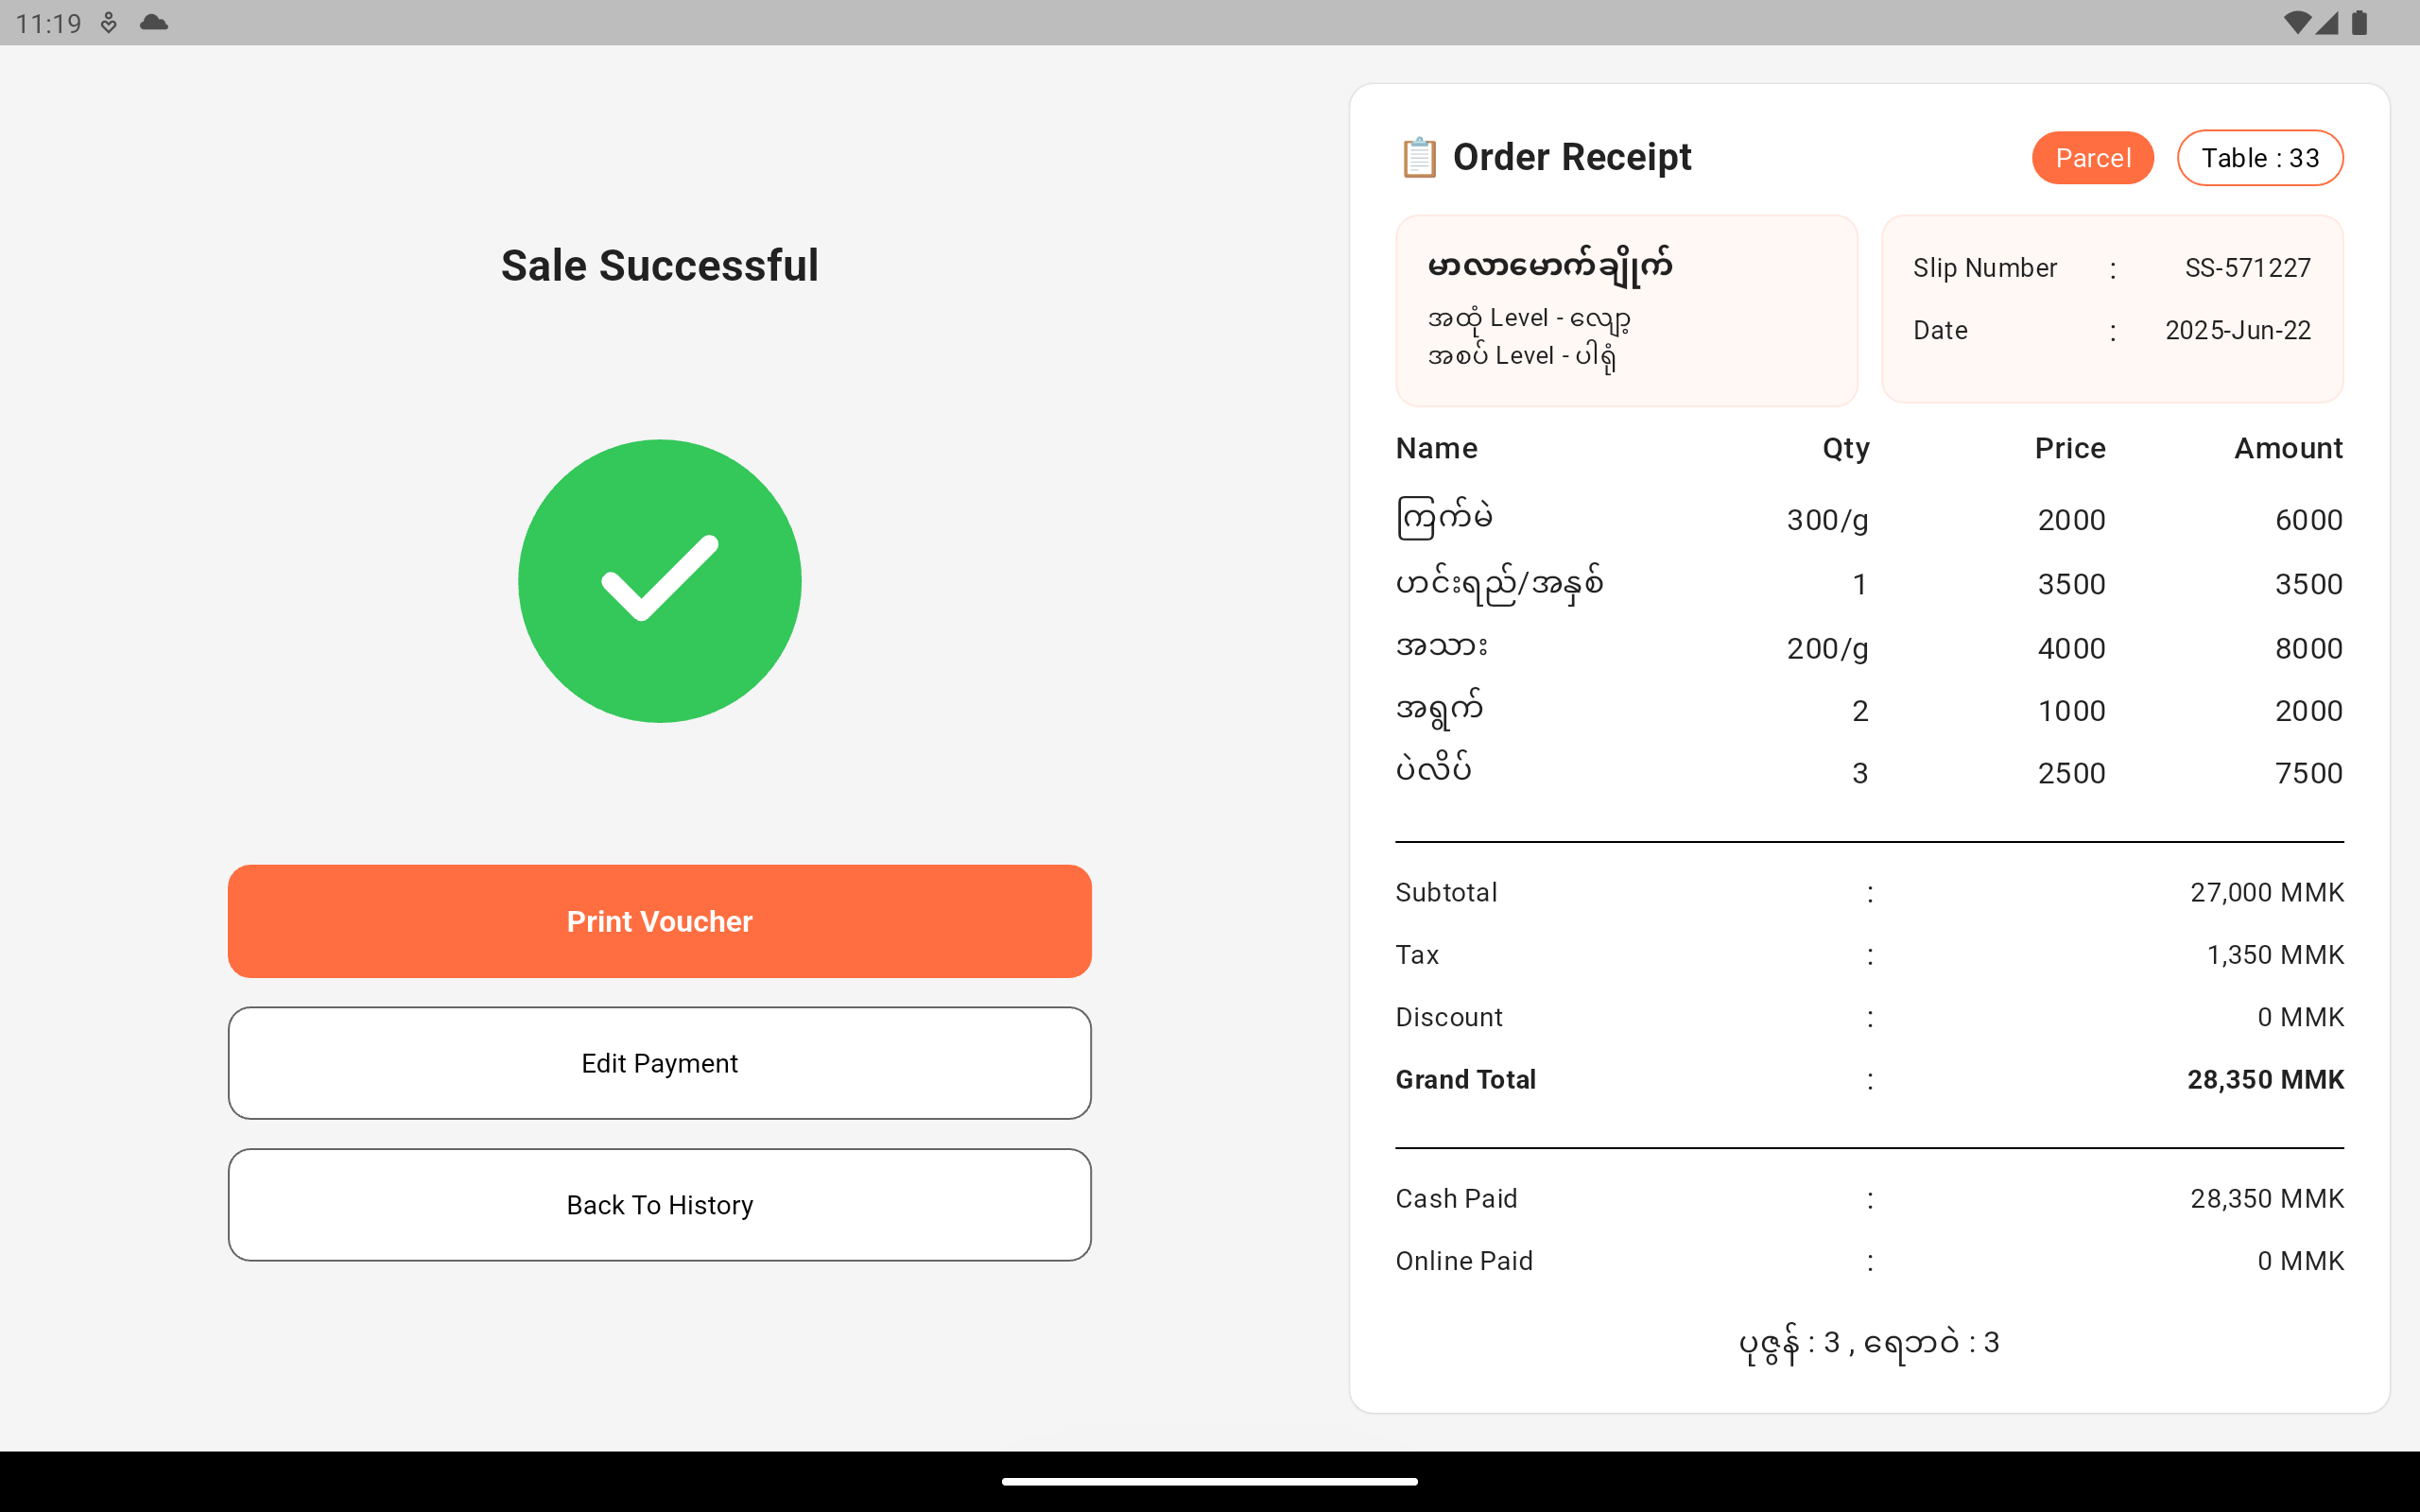 11:19
Sale Successful
Print Voucher
Edit Payment
Back To History
Order Receipt
Parcel
Table : 33
မာလာမောက်ချိုက်
အထုံ Level - လျော့
အစပ် Level - ပါရုံ
Slip Number : SS-571227
Date : 2025-Jun-22
Name Qty Price Amount
ကြက်မဲ 300/g 2000 6000
ဟင်းရည်/အနှစ် 1 3500 3500
အသား 200/g 4000 8000
အရွက် 2 1000 2000
ပဲလိပ် 3 2500 7500
Subtotal : 27,000 MMK
Tax : 1,350 MMK
Discount : 0 MMK
Grand Total : 28,350 MMK
Cash Paid : 28,350 MMK
Online Paid : 0 MMK
ပုဇွန် : 3 , ရေဘဝဲ : 3